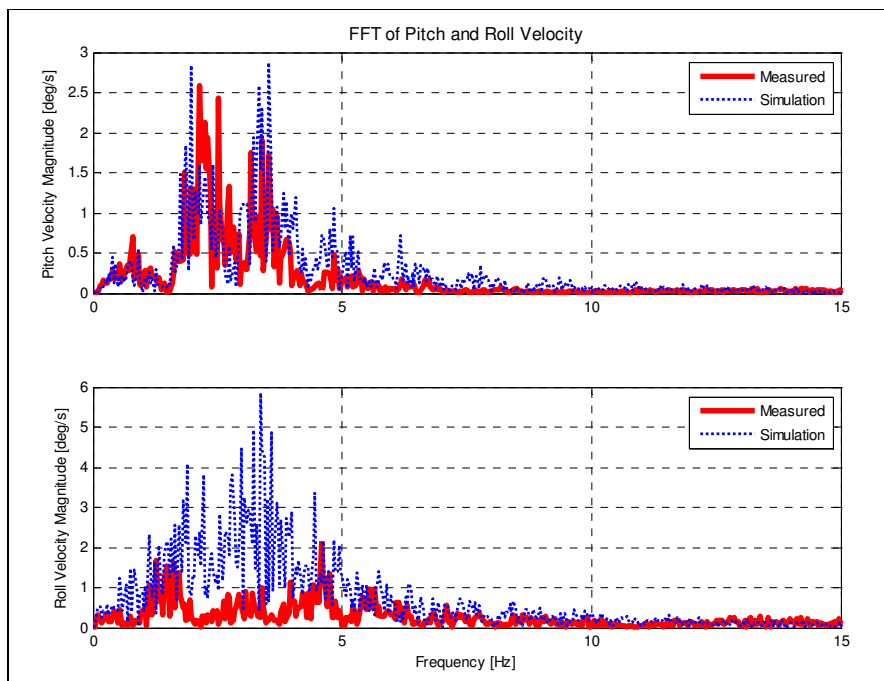 FFT of Pitch and Roll Velocity
Pitch Velocity Magnitude [deg/s]
3
2.5
2
1.5
1
0.5
0
0
5
10
15
Measured
Simulation
Roll Velocity Magnitude [deg/s]
6
5
4
3
2
1
0
0
5
10
15
Measured
Simulation
Frequency [Hz]